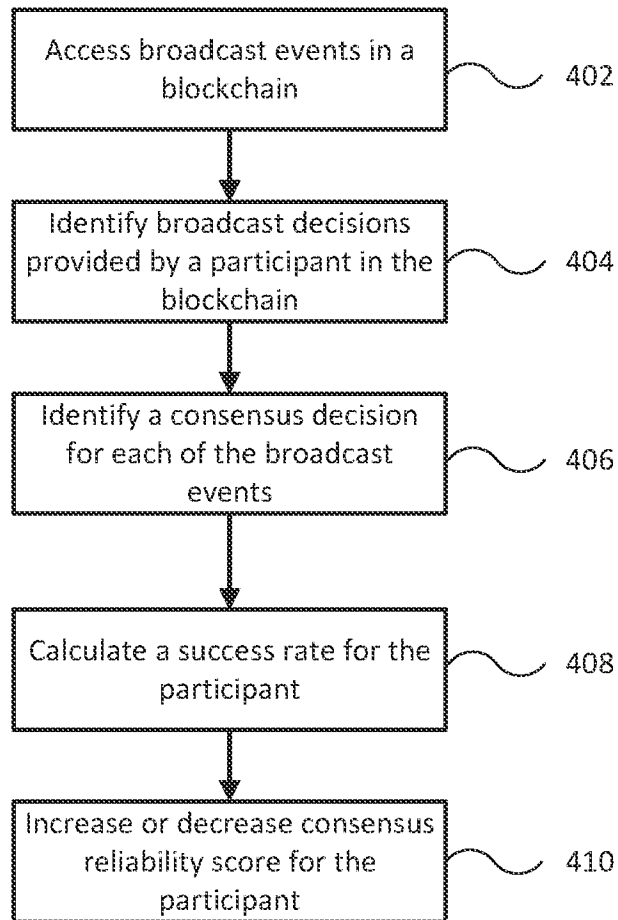 Access broadcast events in a
blockchain
402
Identify broadcast decisions
provided by a participant in the
blockchain
404
Identify a consensus decision
for each of the broadcast
events
406
Calculate a success rate for the
participant
408
Increase or decrease consensus
reliability score for the
participant
410